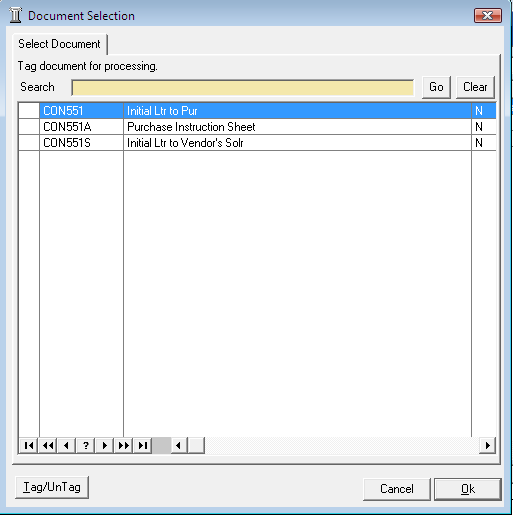 Document Selection
Select Document
Tag document for processing.
Search Go Clear
CON551 Initial Ltr to Pur N
CON551A Purchase Instruction Sheet N
CON551S Initial Ltr to Vendor's Solr N
?
Tag/UnTag Cancel Ok